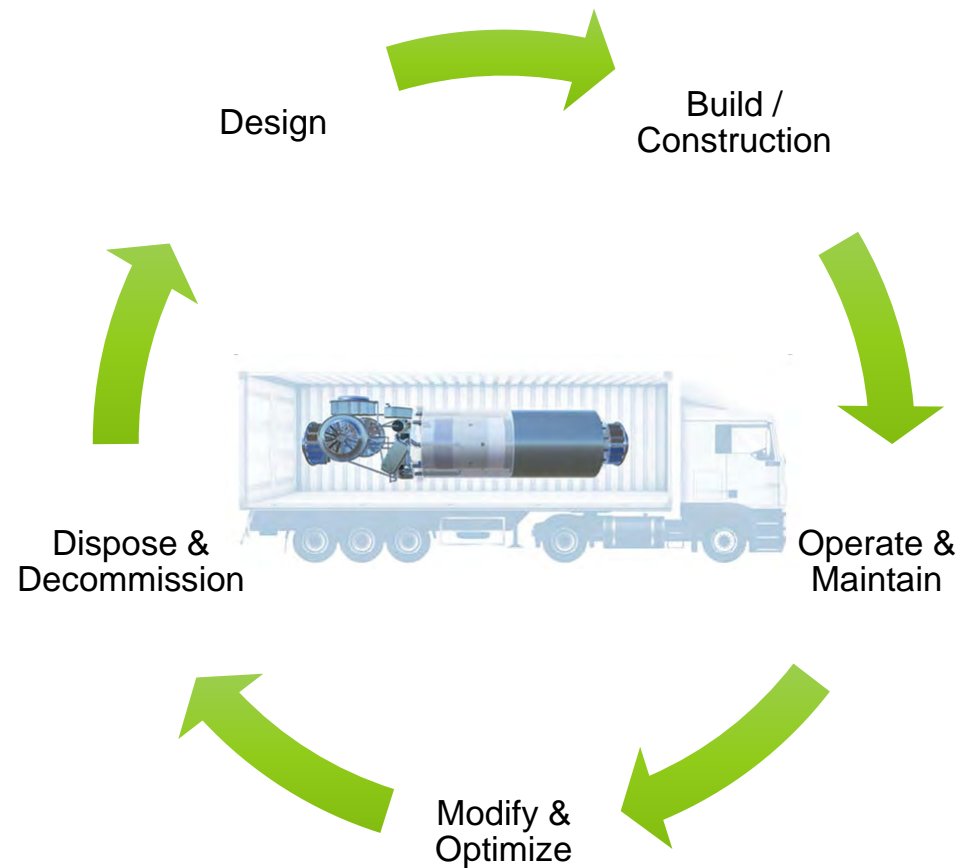 Design
Build /
Construction
Operate &
Maintain
Modify &
Optimize
Dispose &
Decommission